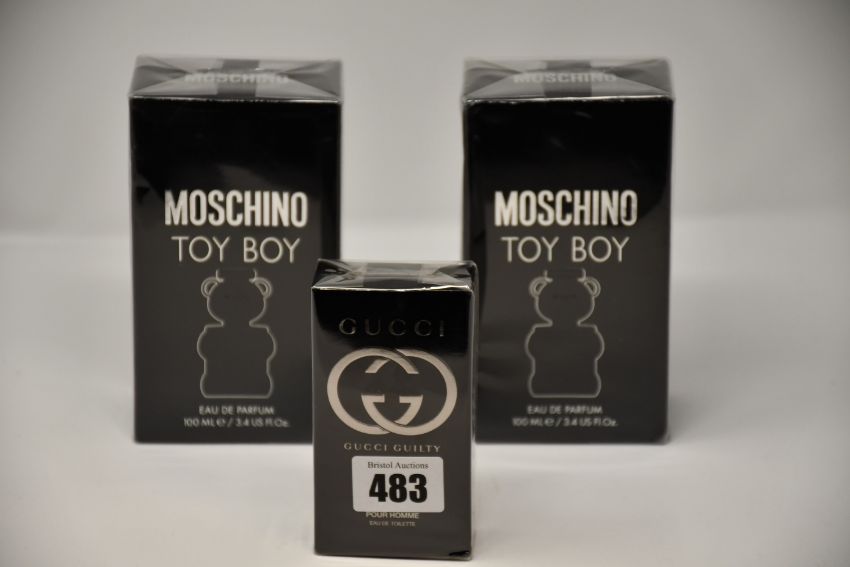 MOSCHINO
MOSCHINO
TOY BOY
EAU DE PARFUM
100 ML e / 3.4 US Fl.Oz.
MOSCHINO
MOSCHINO
TOY BOY
EAU DE PARFUM
100 ML e / 3.4 US Fl.Oz.
GUCCI
GUCCI GUILTY
Bristol Auctions
483
POUR HOMME
EAU DE TOILETTE